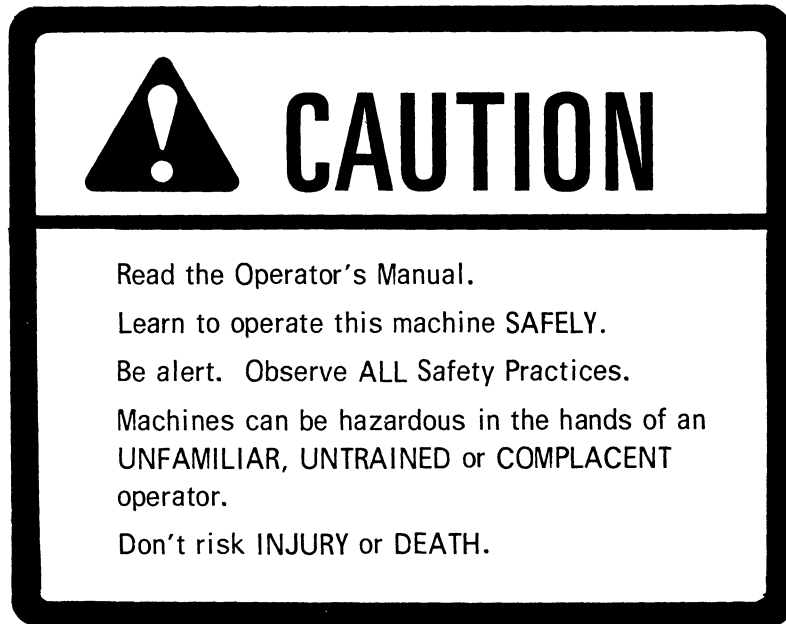 CAUTION
Read the Operator's Manual.
Learn to operate this machine SAFELY.
Be alert. Observe ALL Safety Practices.
Machines can be hazardous in the hands of an
UNFAMILIAR, UNTRAINED or COMPLACENT
operator.
Don't risk INJURY or DEATH.